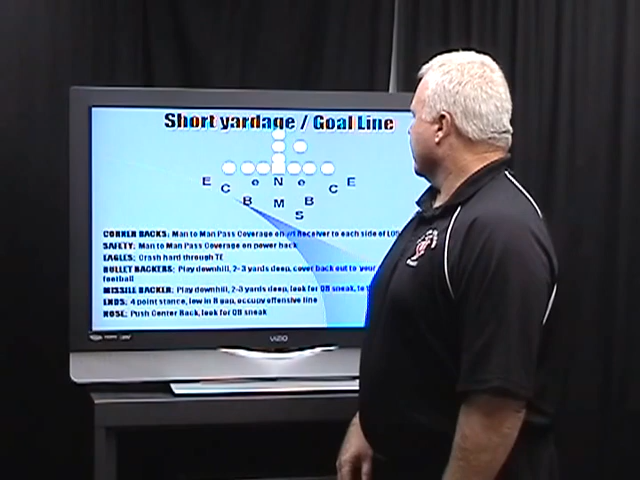 Short yardage / Goal Line
E C e N e C E
B M B
S
CORNER BACKS: Man to Man Pass Coverage on Receiver to each side of LOS
SAFETY: Man to Man Pass Coverage on power back
EAGLES: Crash hard through TE
BULLET BACKERS: Play downhill, 2-3 yards deep, cover back out to your
football
MISSILE BACKER: Play downhill, 2-3 yards deep, look for QB sneak,
ENDS: 4 point stance, low in B gap, occupy offensive line
NOSE: Push Center Back, look for QB sneak
VIZIO